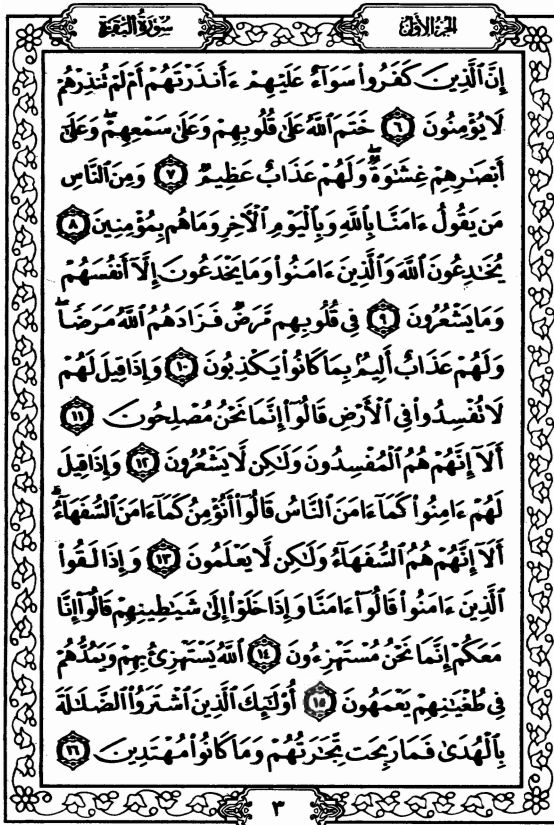 سُورَةُ البَقَرَةِ
الجُزْءُ الأَوَّلُ
إِنَّ ٱلَّذِينَ كَفَرُواْ سَوَآءٌ عَلَيْهِمْ ءَأَنذَرْتَهُمْ أَمْ لَمْ تُنذِرْهُمْ
لَا يُؤْمِنُونَ ٦ خَتَمَ ٱللَّهُ عَلَىٰ قُلُوبِهِمْ وَعَلَىٰ سَمْعِهِمْۖ وَعَلَىٰٓ
أَبْصَٰرِهِمْ غِشَٰوَةٌۖ وَلَهُمْ عَذَابٌ عَظِيمٌ ٧ وَمِنَ ٱلنَّاسِ
مَن يَقُولُ ءَامَنَّا بِٱللَّهِ وَبِٱلْيَوْمِ ٱلْأٓخِرِ وَمَا هُم بِمُؤْمِنِينَ ٨
يُخَٰدِعُونَ ٱللَّهَ وَٱلَّذِينَ ءَامَنُواْ وَمَا يَخْدَعُونَ إِلَّآ أَنفُسَهُمْ
وَمَا يَشْعُرُونَ ٩ فِى قُلُوبِهِم مَّرَضٌ فَزَادَهُمُ ٱللَّهُ مَرَضًاۖ
وَلَهُمْ عَذَابٌ أَلِيمٌۢ بِمَا كَانُواْ يَكْذِبُونَ ١٠ وَإِذَا قِيلَ لَهُمْ
لَا تُفْسِدُواْ فِى ٱلْأَرْضِ قَالُوٓاْ إِنَّمَا نَحْنُ مُصْلِحُونَ ١١
أَلَآ إِنَّهُمْ هُمُ ٱلْمُفْسِدُونَ وَلَٰكِن لَّا يَشْعُرُونَ ١٢ وَإِذَا قِيلَ
لَهُمْ ءَامِنُواْ كَمَآ ءَامَنَ ٱلنَّاسُ قَالُوٓاْ أَنُؤْمِنُ كَمَآ ءَامَنَ ٱلسُّفَهَآءُۗ
أَلَآ إِنَّهُمْ هُمُ ٱلسُّفَهَآءُ وَلَٰكِن لَّا يَعْلَمُونَ ١٣ وَإِذَا لَقُواْ
ٱلَّذِينَ ءَامَنُواْ قَالُوٓاْ ءَامَنَّا وَإِذَا خَلَوْاْ إِلَىٰ شَيَٰطِينِهِمْ قَالُوٓاْ إِنَّا
مَعَكُمْ إِنَّمَا نَحْنُ مُسْتَهْزِءُونَ ١٤ ٱللَّهُ يَسْتَهْزِئُ بِهِمْ وَيَمُدُّهُمْ
فِى طُغْيَٰنِهِمْ يَعْمَهُونَ ١٥ أُوْلَٰٓئِكَ ٱلَّذِينَ ٱشْتَرَوُاْ ٱلضَّلَٰلَةَ
بِٱلْهُدَىٰ فَمَا رَبِحَت تِّجَٰرَتُهُمْ وَمَا كَانُواْ مُهْتَدِينَ ١٦
٣